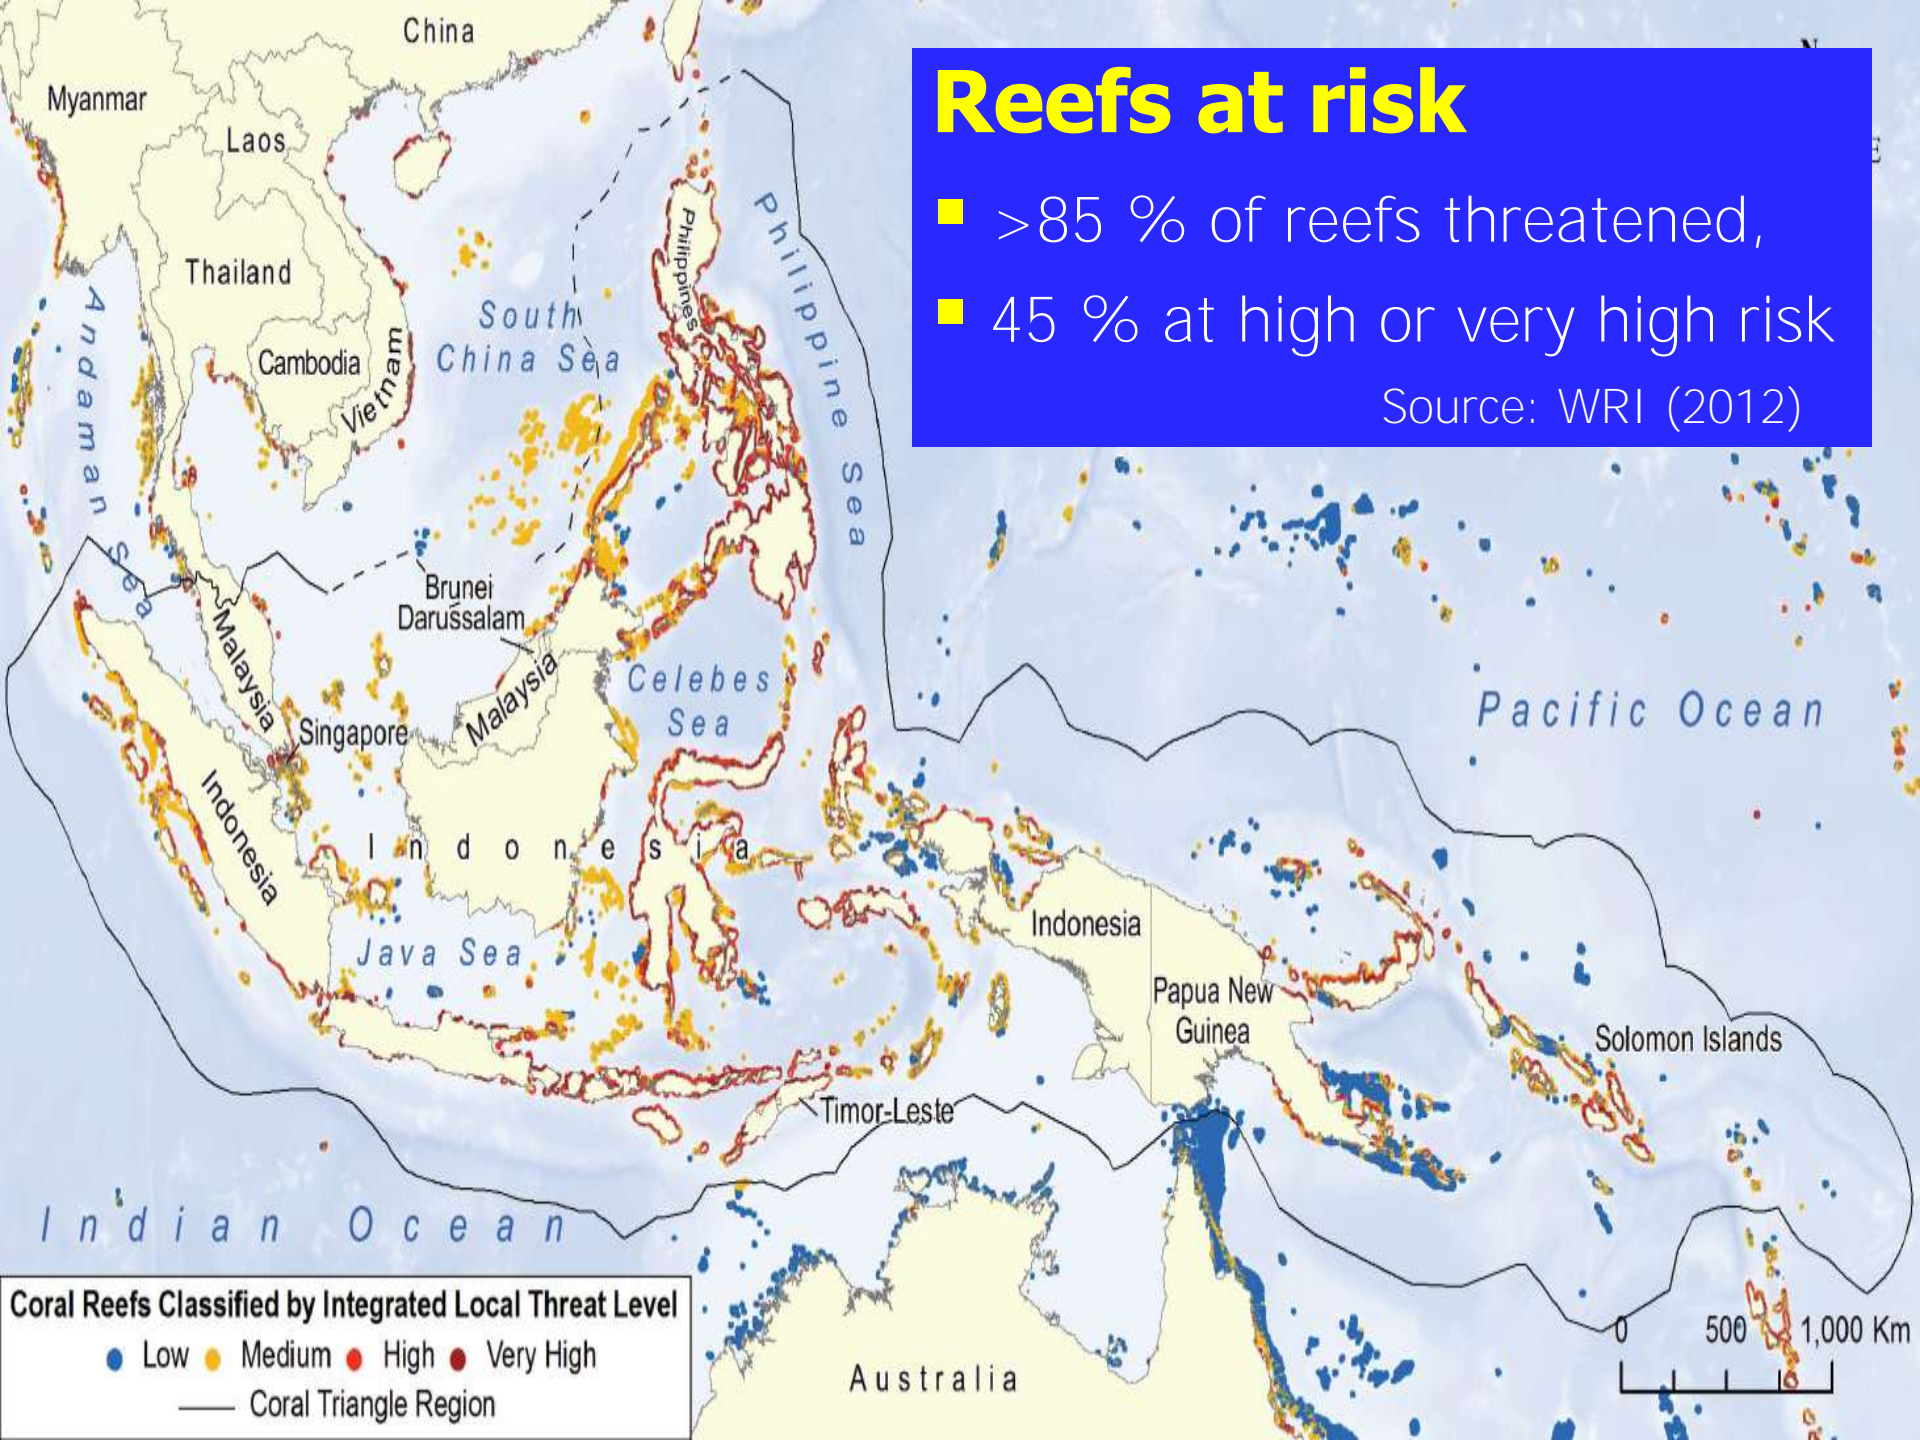 China
Myanmar
Laos
Thailand
Cambodia
Vietnam
South
China Sea
Philippines
Philippine Sea
Andaman Sea
N
E
Reefs at risk
>85 % of reefs threatened,
45 % at high or very high risk
Source: WRI (2012)
Brunei
Darussalam
Malaysia
Malaysia
Singapore
Celebes
Sea
Pacific Ocean
Indonesia
Indonesia
Indonesia
Java Sea
Papua New
Guinea
Solomon Islands
Timor-Leste
Indian Ocean
Australia
Coral Reefs Classified by Integrated Local Threat Level
Low Medium High Very High
Coral Triangle Region
0 500 1,000 Km